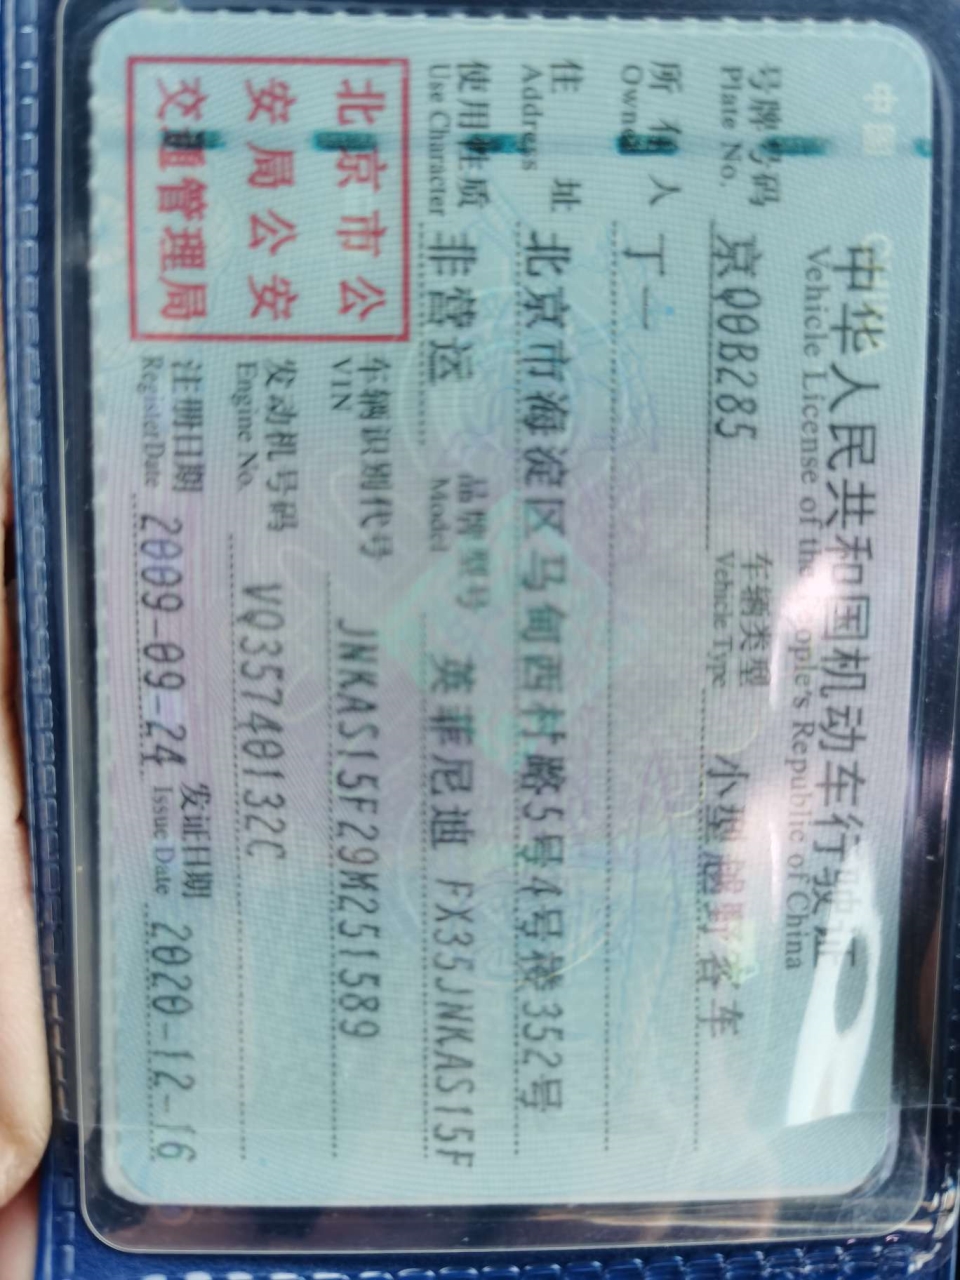 中华人民共和国机动车行驶证
Vehicle License of the People's Republic of China
号牌号码 京Q0B285 车辆类型 小型越野客车
Plate No. Vehicle Type
所有人 丁一
Owner
住址 北京市海淀区马甸西村路5号4号楼352号
Address
使用性质 非营运 品牌型号 英菲尼迪 FX35JNKAS15F
Use Character Model
北京市公
安局公安
交通管理局
车辆识别代号 JNKAS15F29M251589
VIN
发动机号码 VQ35740132C
Engine No.
注册日期 2009-09-24 发证日期 2020-12-16
Register Date Issue Date